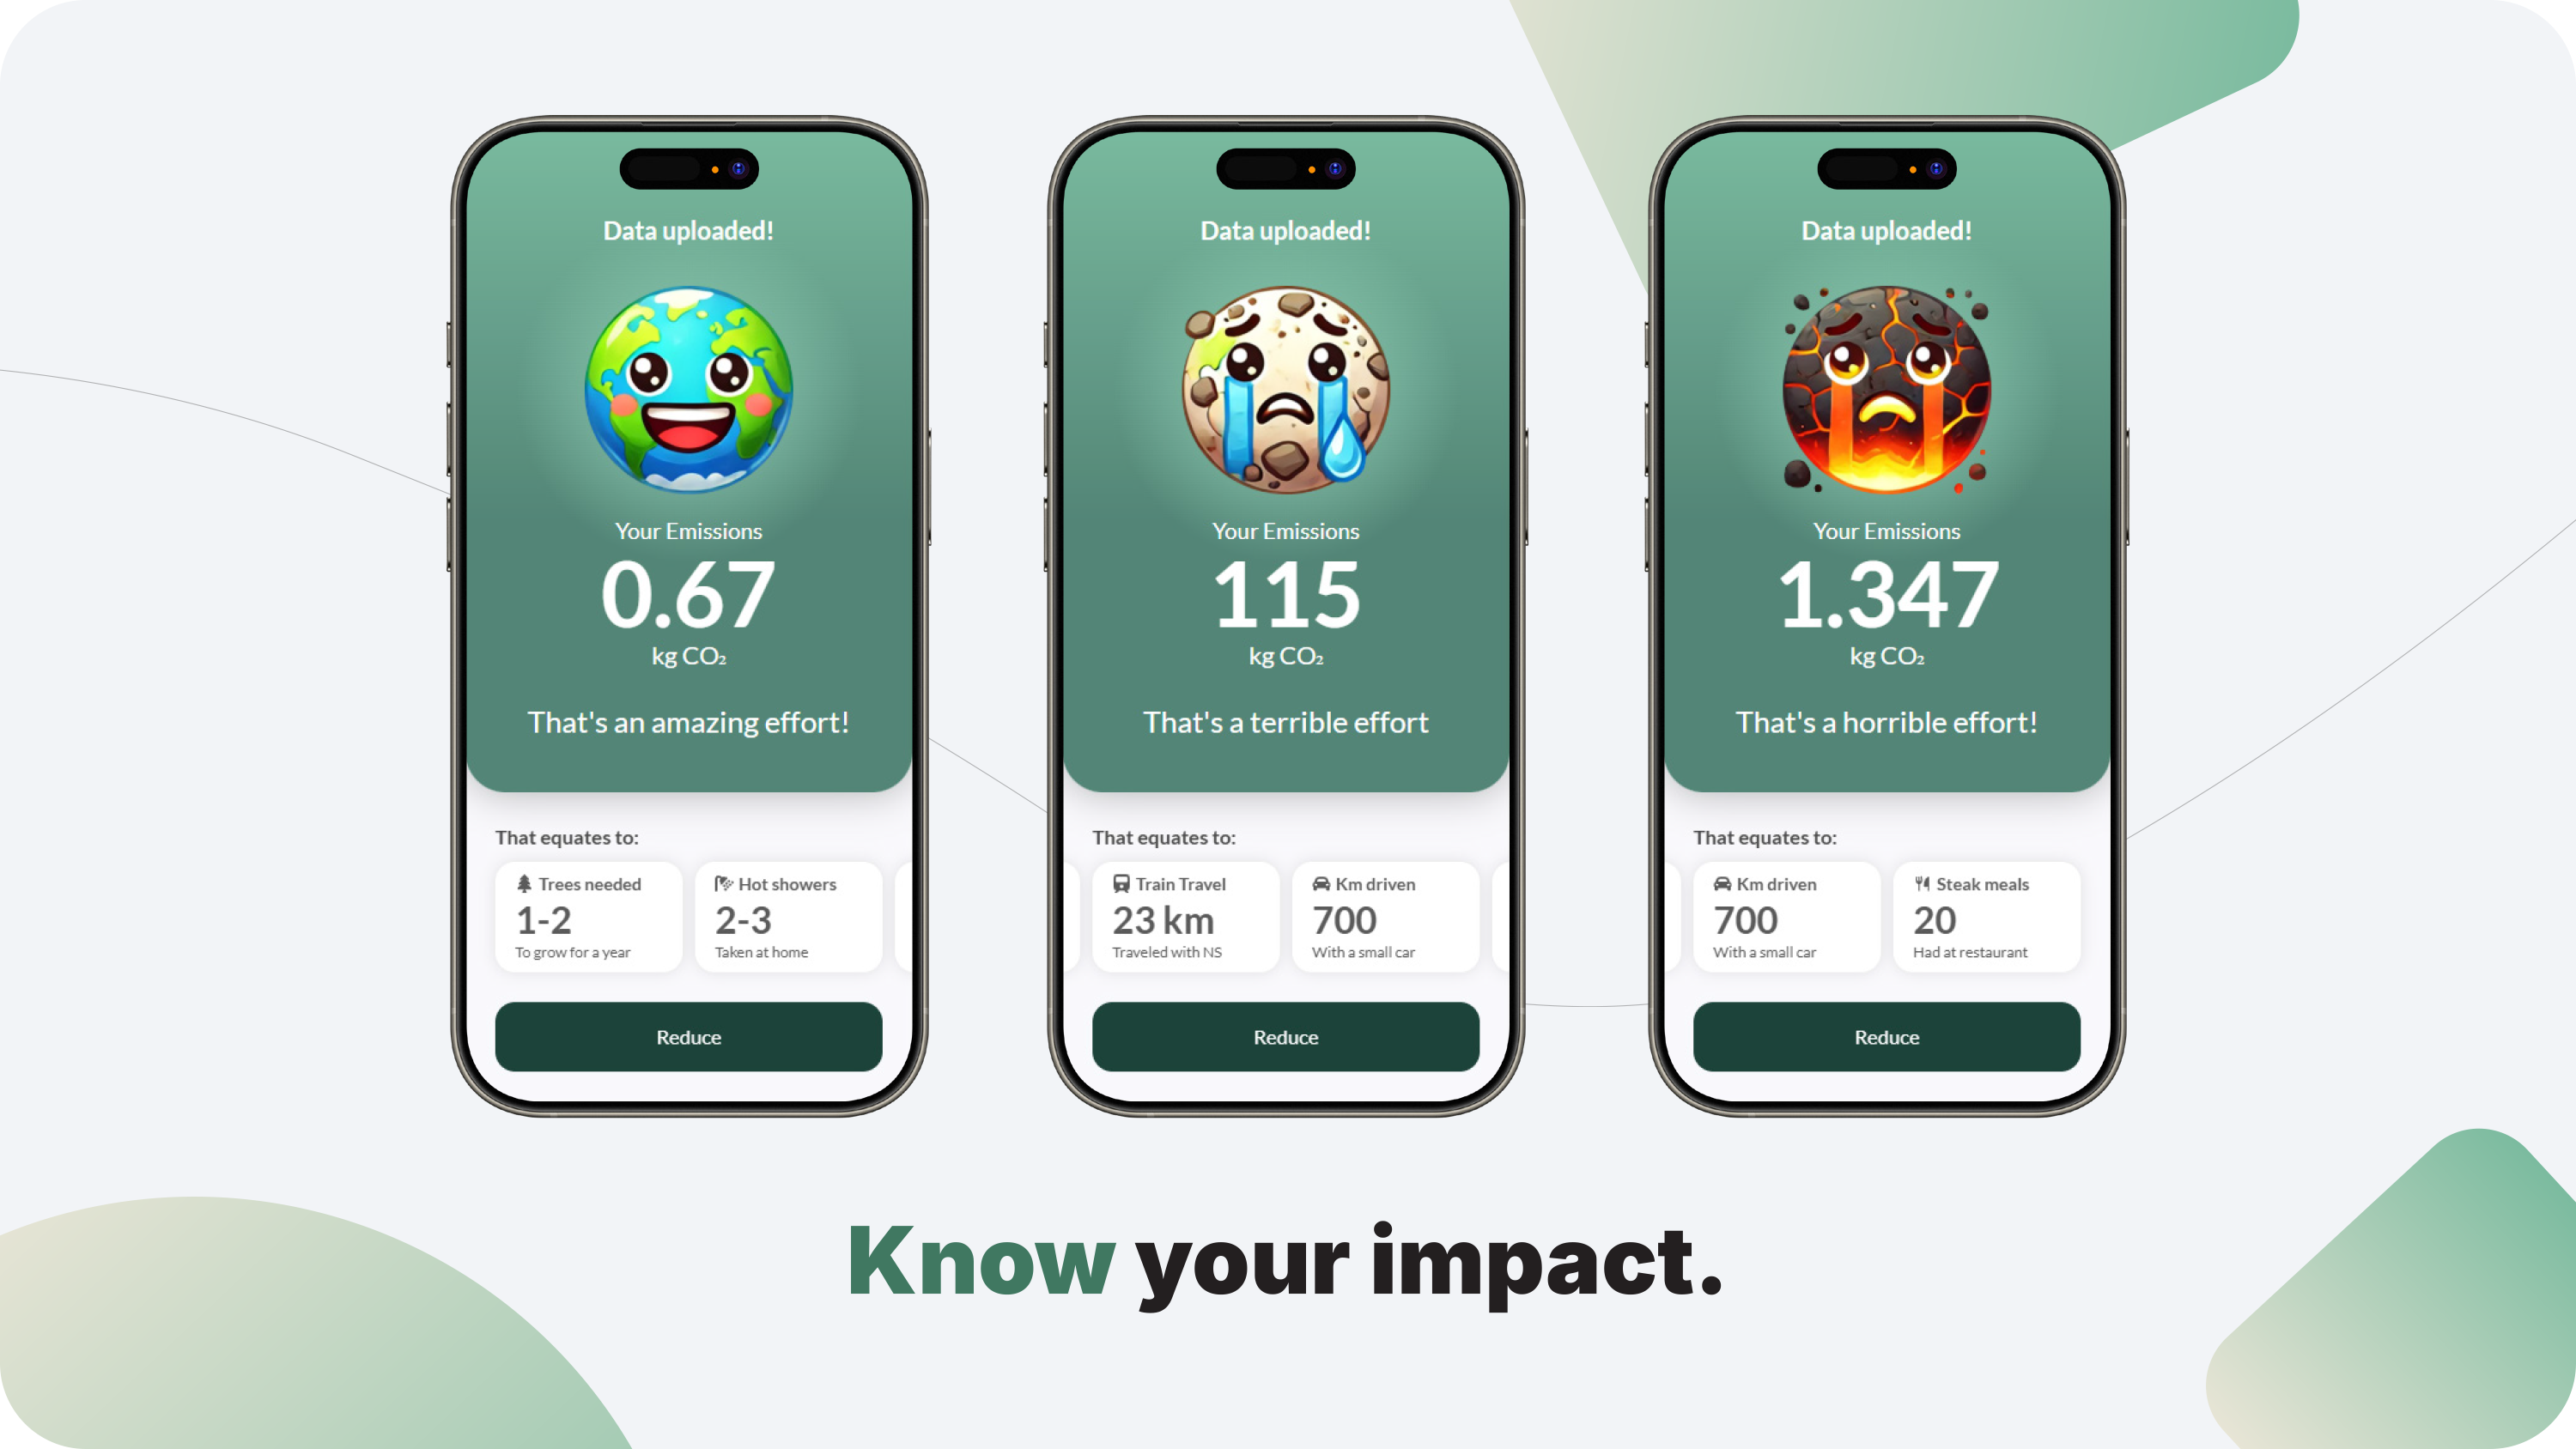 Data uploaded!
Your Emissions
0.67
kg CO₂
That's an amazing effort!
That equates to:
Trees needed
1-2
To grow for a year
Hot showers
2-3
Taken at home
Reduce
Data uploaded!
Your Emissions
115
kg CO₂
That's a terrible effort
That equates to:
Train Travel
23 km
Traveled with NS
Km driven
700
With a small car
Reduce
Data uploaded!
Your Emissions
1.347
kg CO₂
That's a horrible effort!
That equates to:
Km driven
700
With a small car
Steak meals
20
Had at restaurant
Reduce
Know your impact.